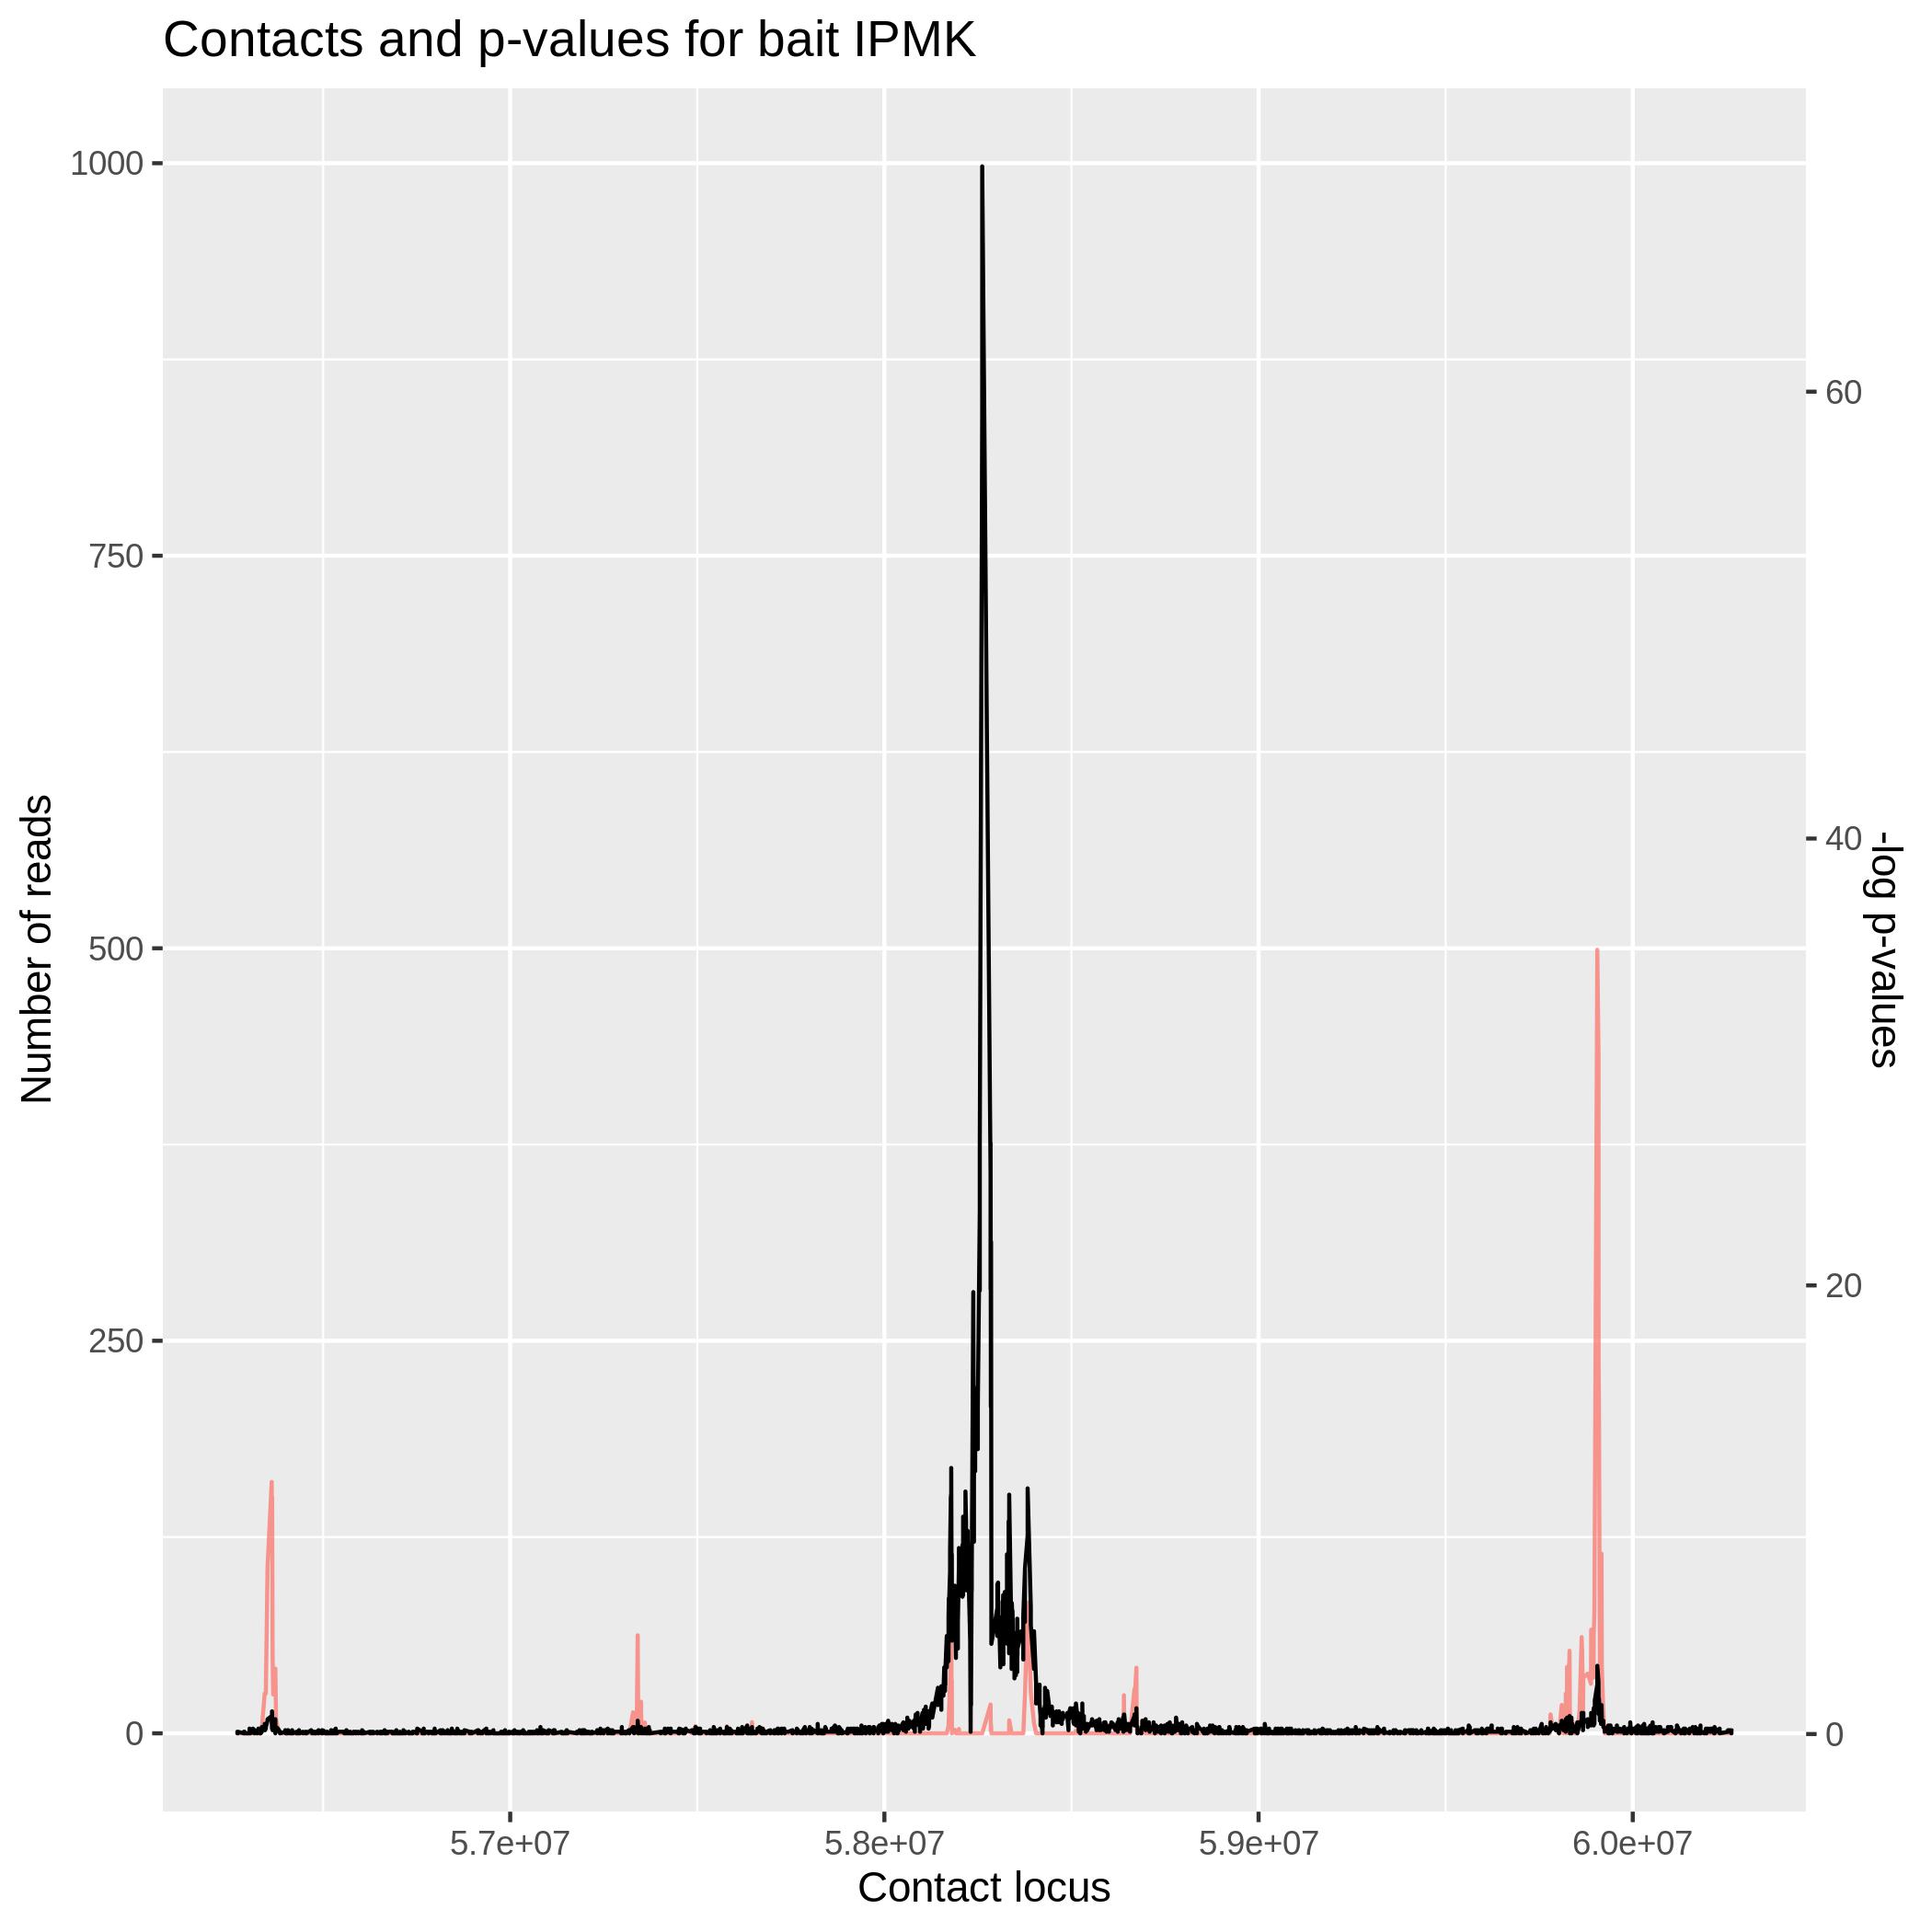 Contacts and p-values for bait IPMK
1000
750
500
250
0
Number of reads
60
40
20
0
-log p-values
5.7e+07
5.8e+07
5.9e+07
6.0e+07
Contact locus